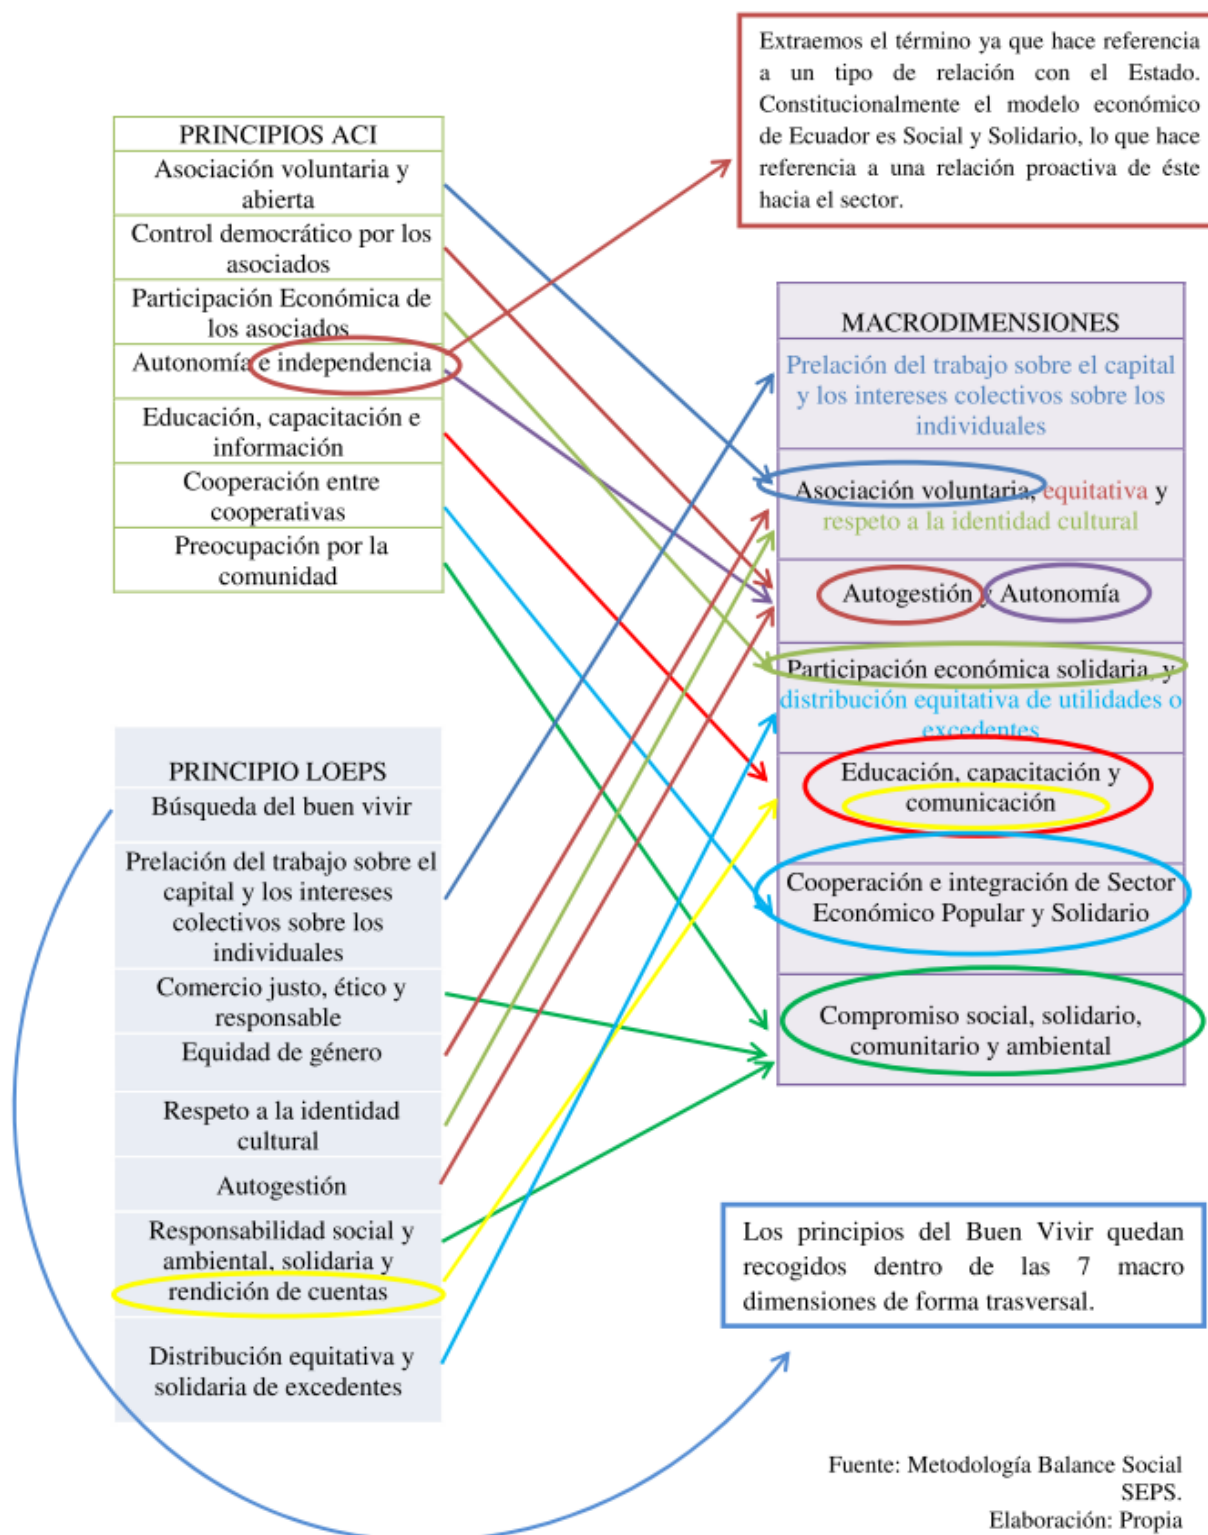 Extraemos el término ya que hace referencia
a un tipo de relación con el Estado.
Constitucionalmente el modelo económico
de Ecuador es Social y Solidario, lo que hace
referencia a una relación proactiva de éste
hacia el sector.
PRINCIPIOS ACI
Asociación voluntaria y
abierta
Control democrático por los
asociados
Participación Económica de
los asociados
Autonomía e independencia
Educación, capacitación e
información
Cooperación entre
cooperativas
Preocupación por la
comunidad
MACRODIMENSIONES
Prelación del trabajo sobre el capital
y los intereses colectivos sobre los
individuales
Asociación voluntaria, equitativa y
respeto a la identidad cultural
Autogestión y Autonomía
Participación económica solidaria, y
distribución equitativa de utilidades o
excedentes
Educación, capacitación y
comunicación
Cooperación e integración de Sector
Económico Popular y Solidario
Compromiso social, solidario,
comunitario y ambiental
PRINCIPIO LOEPS
Búsqueda del buen vivir
Prelación del trabajo sobre el
capital y los intereses
colectivos sobre los
individuales
Comercio justo, ético y
responsable
Equidad de género
Respeto a la identidad
cultural
Autogestión
Responsabilidad social y
ambiental, solidaria y
rendición de cuentas
Distribución equitativa y
solidaria de excedentes
Los principios del Buen Vivir quedan
recogidos dentro de las 7 macro
dimensiones de forma trasversal.
Fuente: Metodología Balance Social
SEPS.
Elaboración: Propia